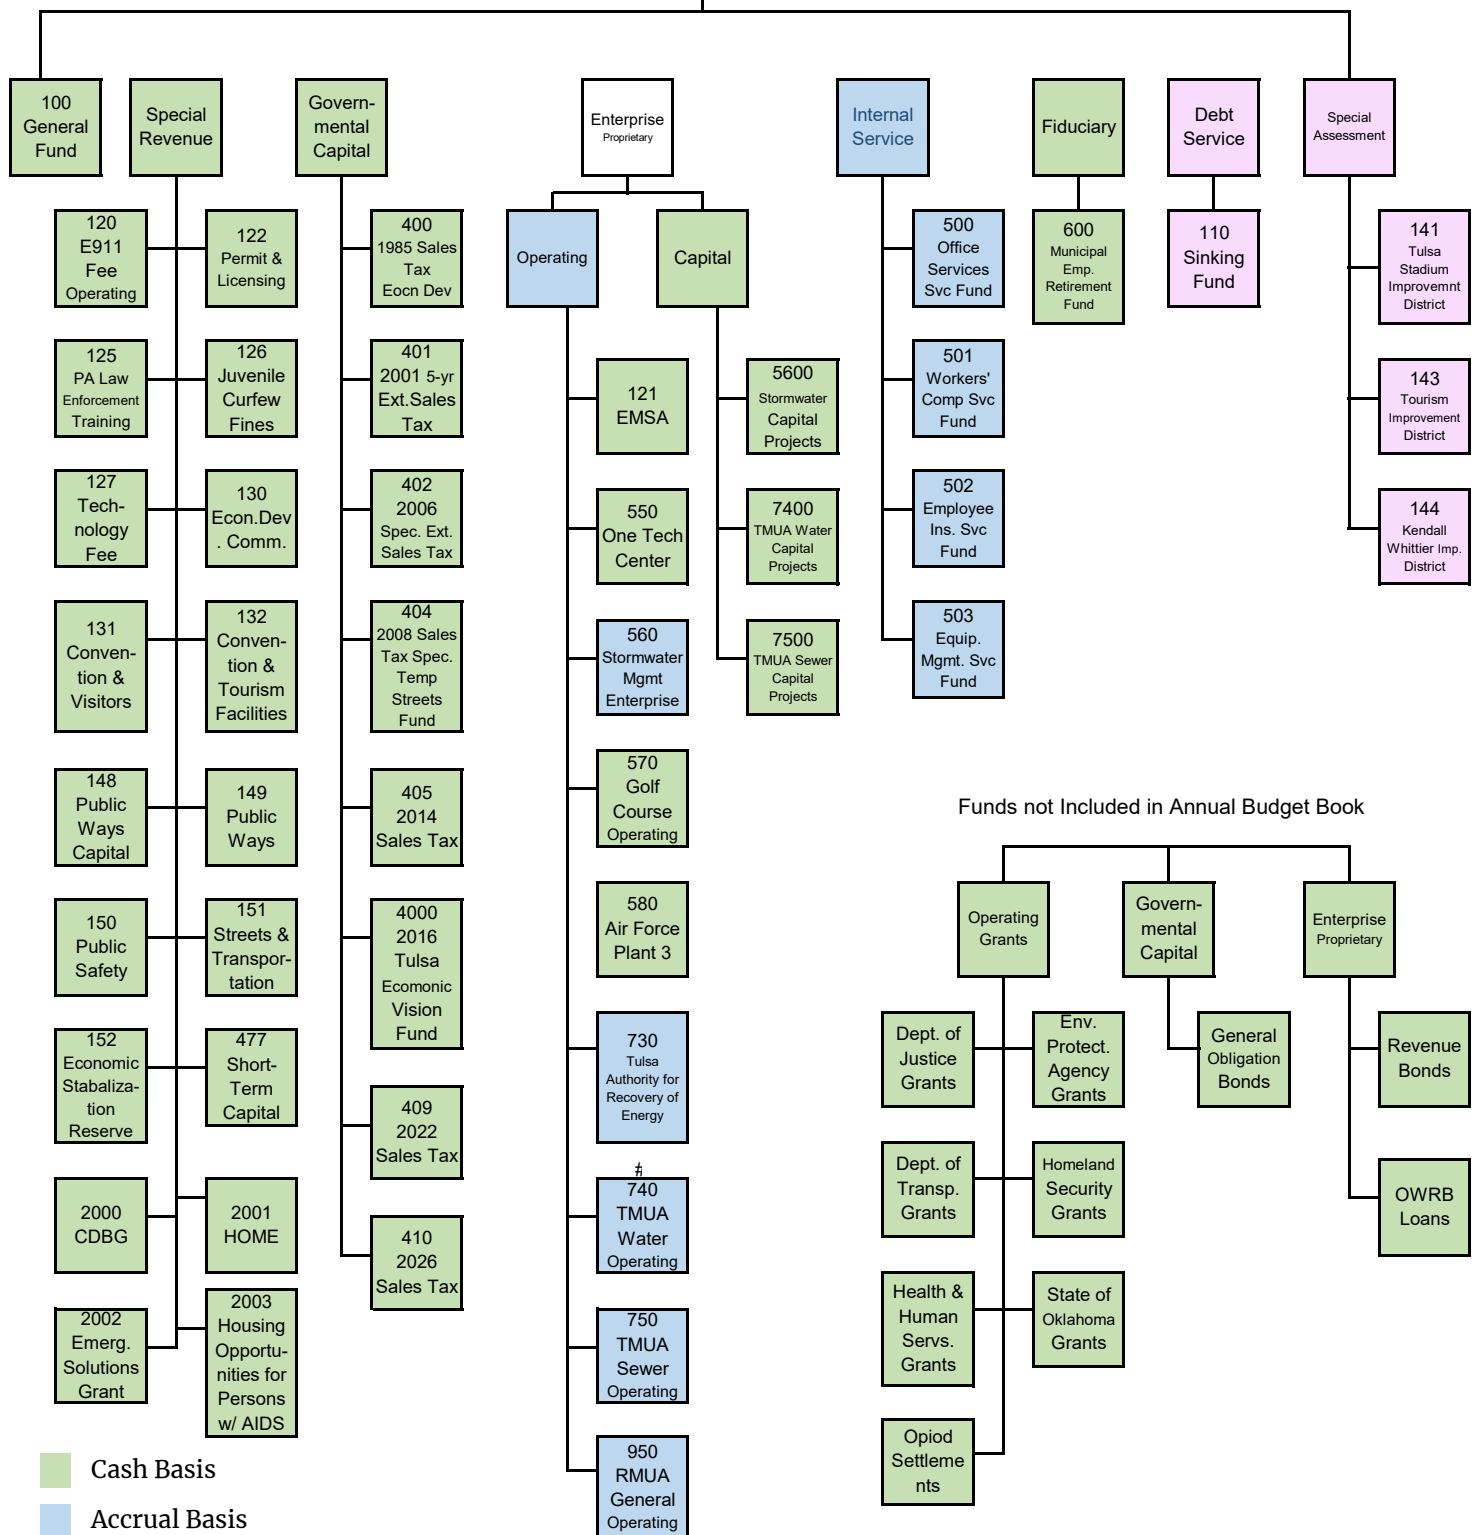 100
General
Fund
Special
Revenue
Govern-
mental
Capital
Enterprise
Proprietary
Internal
Service
Fiduciary
Debt
Service
Special
Assessment
120
E911
Fee
Operating
122
Permit &
Licensing
400
1985 Sales
Tax
Eocn Dev
Operating
Capital
500
Office
Services
Svc Fund
600
Municipal
Emp.
Retirement
Fund
110
Sinking
Fund
141
Tulsa
Stadium
Improvemnt
District
125
PA Law
Enforcement
Training
126
Juvenile
Curfew
Fines
401
2001 5-yr
Ext.Sales
Tax
121
EMSA
5600
Stormwater
Capital
Projects
501
Workers'
Comp Svc
Fund
143
Tourism
Improvement
District
127
Tech-
nology
Fee
130
Econ.Dev
. Comm.
402
2006
Spec. Ext.
Sales Tax
550
One Tech
Center
7400
TMUA Water
Capital
Projects
502
Employee
Ins. Svc
Fund
144
Kendall
Whittier Imp.
District
131
Conven-
tion &
Visitors
132
Conven-
tion &
Tourism
Facilities
404
2008 Sales
Tax Spec.
Temp
Streets
Fund
560
Stormwater
Mgmt
Enterprise
7500
TMUA Sewer
Capital
Projects
503
Equip.
Mgmt. Svc
Fund
148
Public
Ways
Capital
149
Public
Ways
405
2014
Sales Tax
570
Golf
Course
Operating
Funds not Included in Annual Budget Book
150
Public
Safety
151
Streets &
Transpor-
tation
4000
2016
Tulsa
Ecomonic
Vision
Fund
580
Air Force
Plant 3
Operating
Grants
Govern-
mental
Capital
Enterprise
Proprietary
152
Economic
Stabaliza-
tion
Reserve
477
Short-
Term
Capital
409
2022
Sales Tax
730
Tulsa
Authority for
Recovery of
Energy
Dept. of
Justice
Grants
Env.
Protect.
Agency
Grants
General
Obligation
Bonds
Revenue
Bonds
2000
CDBG
2001
HOME
410
2026
Sales Tax
#
740
TMUA
Water
Operating
Dept. of
Transp.
Grants
Homeland
Security
Grants
OWRB
Loans
2002
Emerg.
Solutions
Grant
2003
Housing
Opportu-
nities for
Persons
w/ AIDS
750
TMUA
Sewer
Operating
Health &
Human
Servs.
Grants
State of
Oklahoma
Grants
950
RMUA
General
Operating
Opiod
Settleme
nts
Cash Basis
Accrual Basis